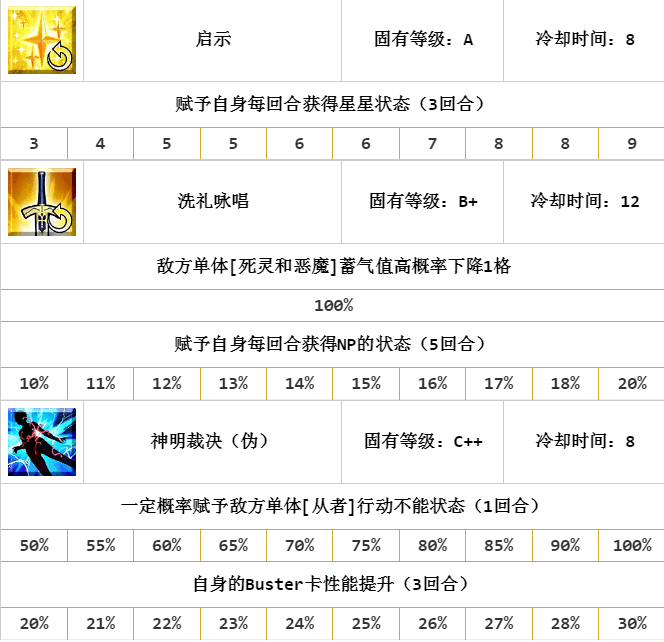 启示 固有等级：A 冷却时间：8
赋予自身每回合获得星星状态（3回合）
3 4 5 5 6 6 7 8 8 9
洗礼咏唱 固有等级：B+ 冷却时间：12
敌方单体[死灵和恶魔]蓄气值高概率下降1格
100%
赋予自身每回合获得NP的状态（5回合）
10% 11% 12% 13% 14% 15% 16% 17% 18% 20%
神明裁决（伪） 固有等级：C++ 冷却时间：8
一定概率赋予敌方单体[从者]行动不能状态（1回合）
50% 55% 60% 65% 70% 75% 80% 85% 90% 100%
自身的Buster卡性能提升（3回合）
20% 21% 22% 23% 24% 25% 26% 27% 28% 30%